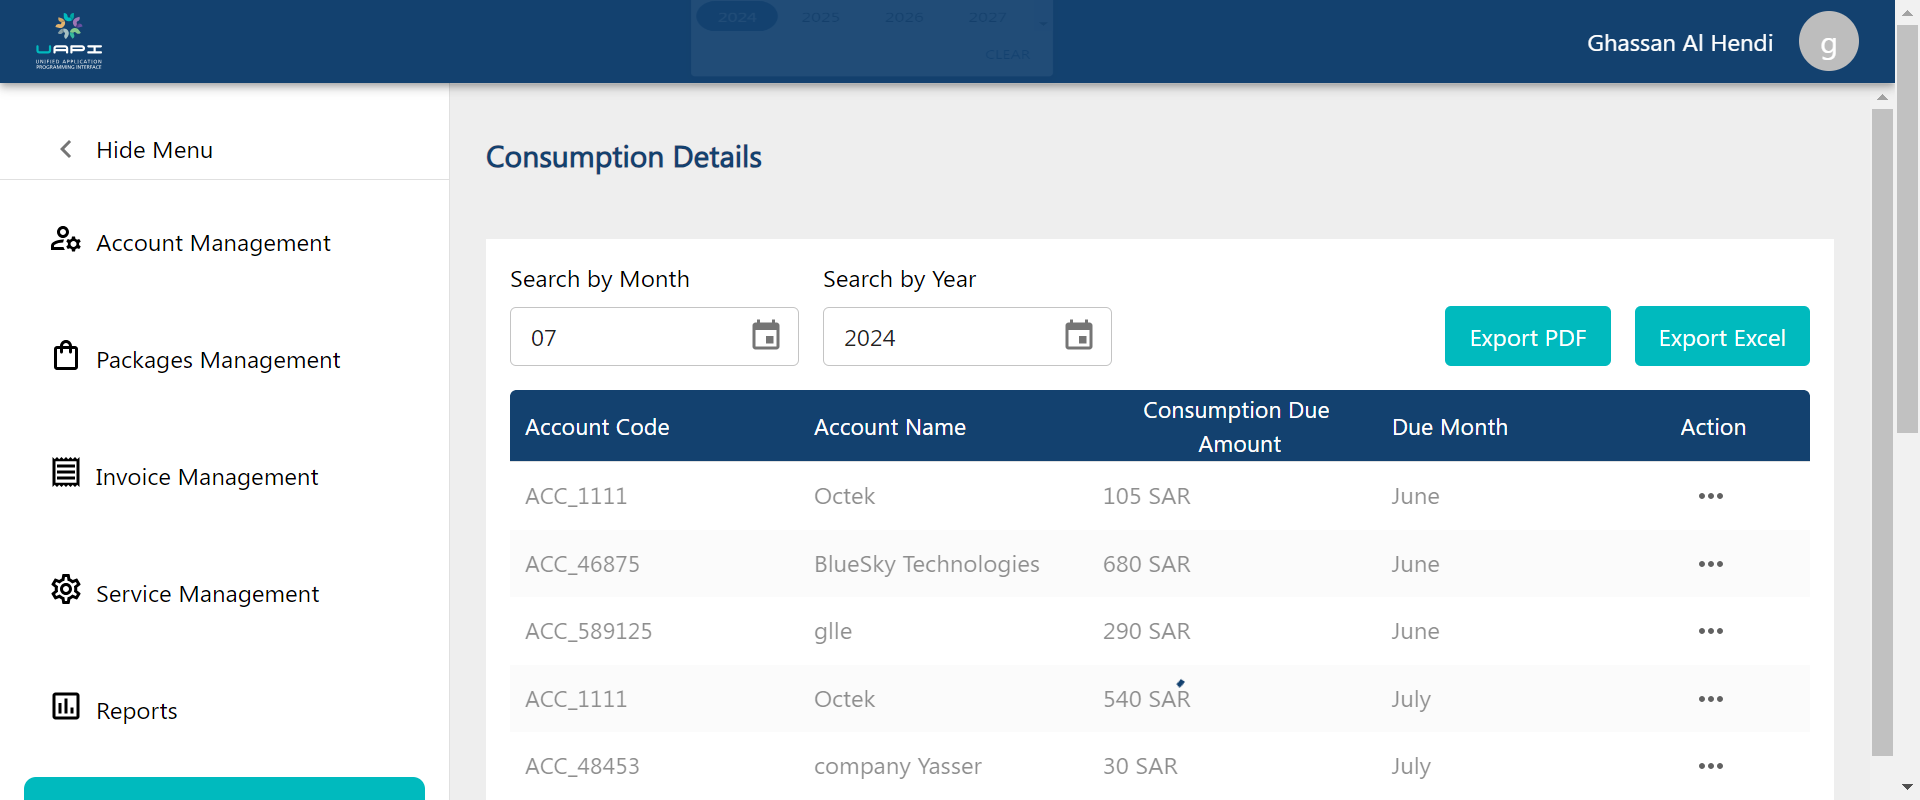 2024 2025 2026 2027
CLEAR
UAPI
UNIFIED APPLICATION
PROGRAMMING INTERFACE
Ghassan Al Hendi
g
Hide Menu
Account Management
Packages Management
Invoice Management
Service Management
Reports
Consumption Details
Search by Month
Search by Year
07
2024
Export PDF
Export Excel
Account Code Account Name Consumption Due Amount Due Month Action
ACC_1111 Octek 105 SAR June
ACC_46875 BlueSky Technologies 680 SAR June
ACC_589125 glle 290 SAR June
ACC_1111 Octek 540 SAR July
ACC_48453 company Yasser 30 SAR July